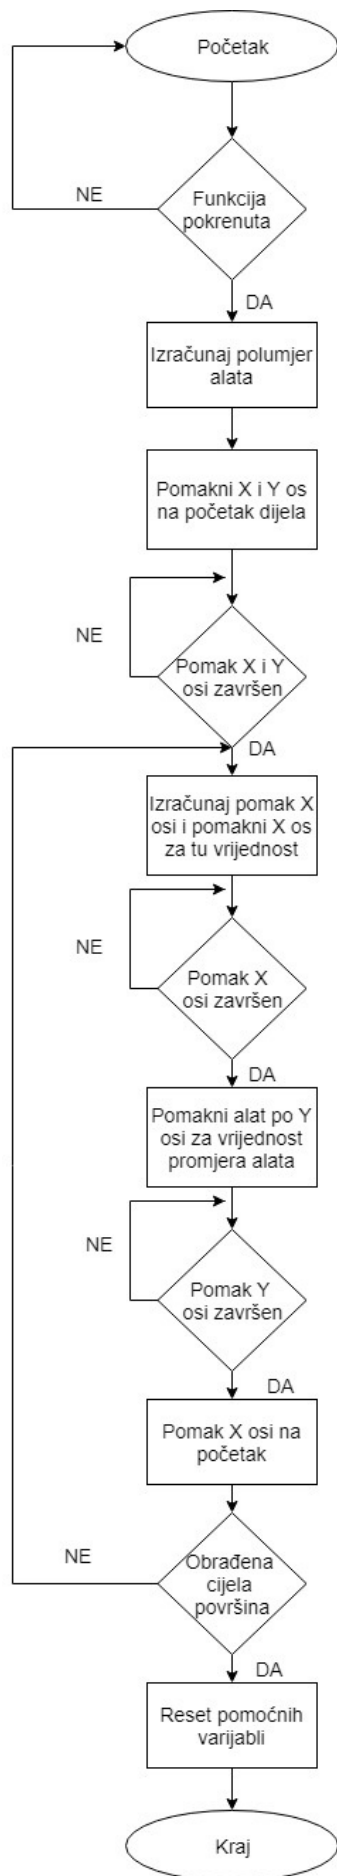 Početak
NE
Funkcija
pokrenuta
DA
Izračunaj polumjer
alata
Pomakni X i Y os
na početak dijela
NE
Pomak X i Y
osi završen
DA
Izračunaj pomak X
osi i pomakni X os
za tu vrijednost
NE
Pomak X
osi završen
DA
Pomakni alat po Y
osi za vrijednost
promjera alata
NE
Pomak Y
osi završen
DA
Pomak X osi na
početak
NE
Obrađena
cijela
površina
DA
Reset pomoćnih
varijabli
Kraj